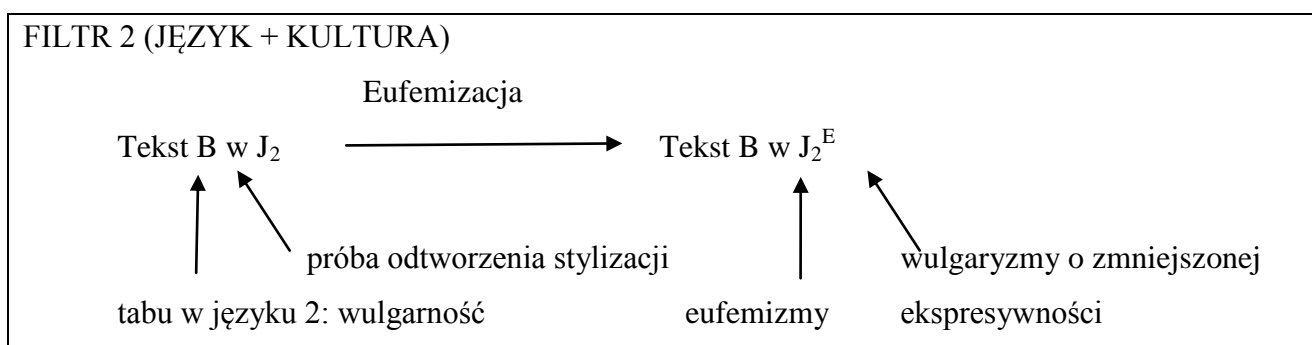 FILTR 2 (JĘZYK + KULTURA)
Eufemizacja
Tekst B w J₂ Tekst B w J₂ᴱ
próba odtworzenia stylizacji wulgaryzmy o zmniejszonej
tabu w języku 2: wulgarność eufemizmy ekspresywności